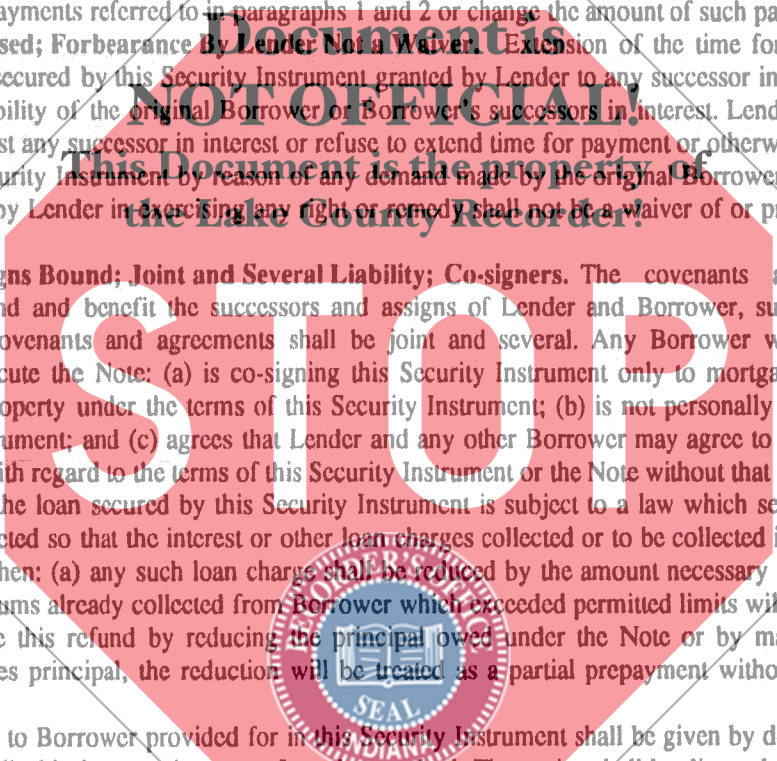 ayments referred to in paragraphs 1 and 2 or change the amount of such pa
Document is
sed; Forbearance By Lender Not a Waiver. Extension of the time for
secured by this Security Instrument granted by Lender to any successor in
NOT OFFICIAL!
bility of the original Borrower or Borrower's successors in interest. Lend
st any successor in interest or refuse to extend time for payment or otherw
This Document is the property of
urity Instrument by reason of any demand made by the original Borrower
the Lake County Recorder!
by Lender in exercising any right or remedy shall not be a waiver of or pr
gns Bound; Joint and Several Liability; Co-signers. The covenants a
nd and benefit the successors and assigns of Lender and Borrower, su
ovenants and agreements shall be joint and several. Any Borrower w
cute the Note: (a) is co-signing this Security Instrument only to mortga
operty under the terms of this Security Instrument; (b) is not personally
STOP
rument; and (c) agrees that Lender and any other Borrower may agree to
ith regard to the terms of this Security Instrument or the Note without that
the loan secured by this Security Instrument is subject to a law which se
cted so that the interest or other loan charges collected or to be collected i
hen: (a) any such loan charge shall be reduced by the amount necessary
ums already collected from Borrower which exceeded permitted limits wil
e this refund by reducing the principal owed under the Note or by ma
es principal, the reduction will be treated as a partial prepayment witho
RECORDER'S OFFICE
SEAL
INDIANA
to Borrower provided for in this Security Instrument shall be given by d